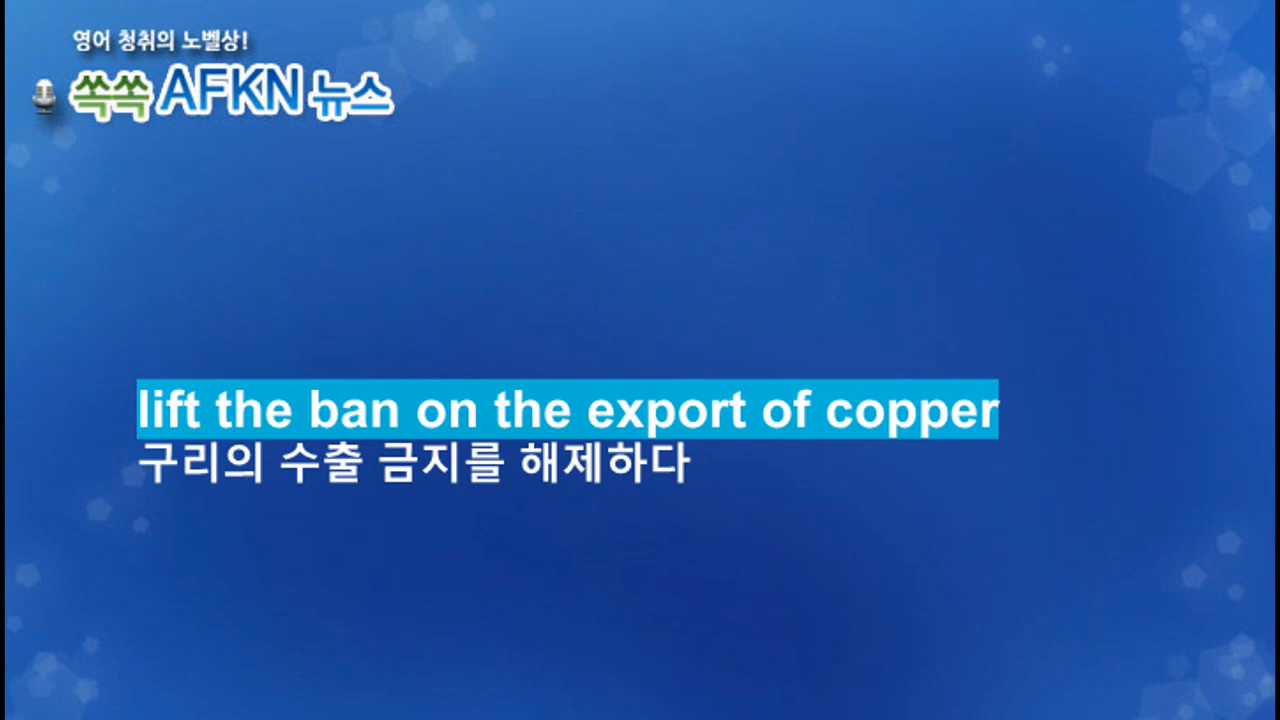 영어 청취의 노벨상!
쏙쏙 AFKN 뉴스
lift the ban on the export of copper
구리의 수출 금지를 해제하다